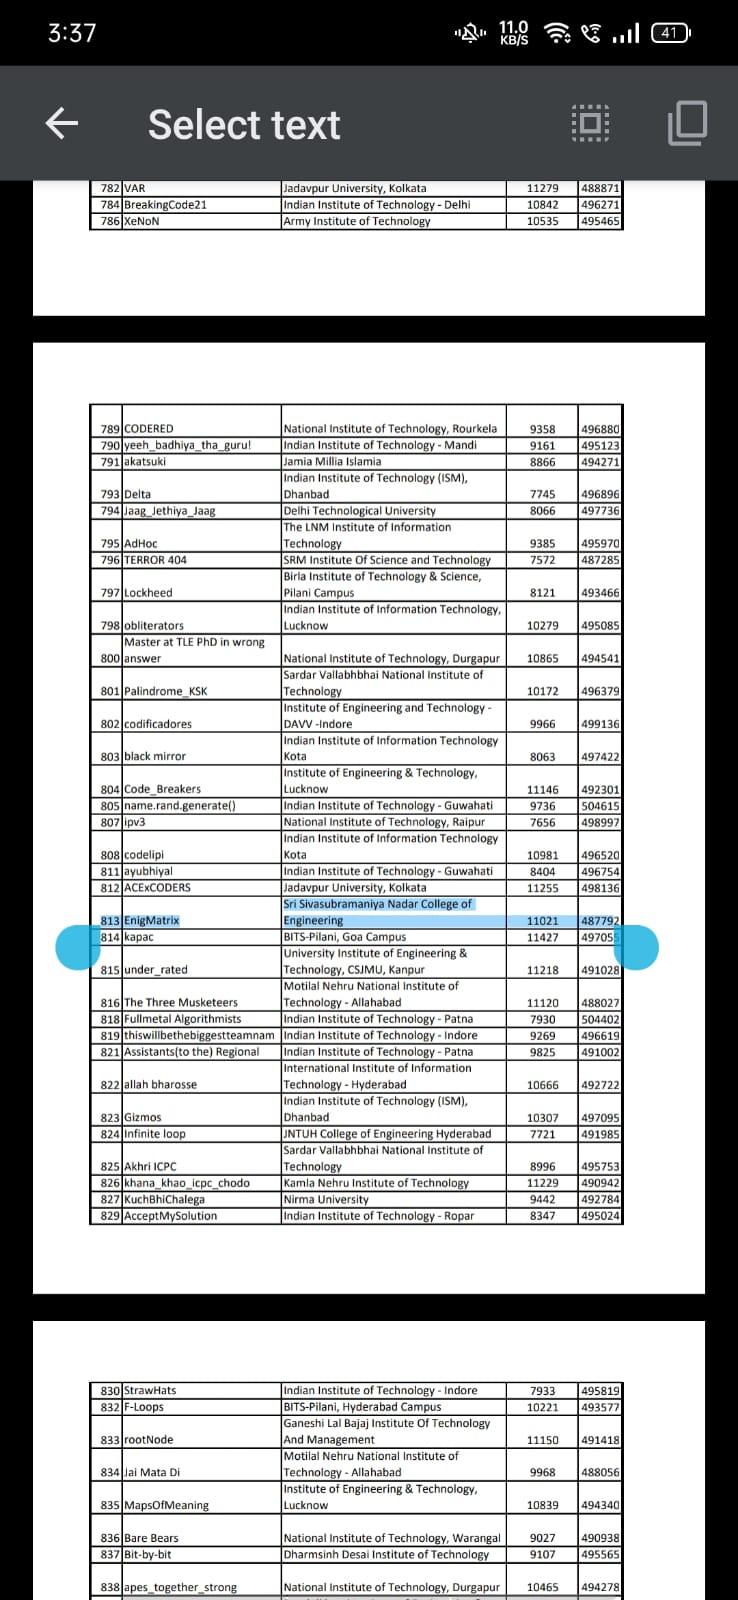 3:37
11.0
KB/S
41
Select text
782 VAR Jadavpur University, Kolkata 11279 488871
784 BreakingCode21 Indian Institute of Technology - Delhi 10842 496271
786 XeNoN Army Institute of Technology 10535 495465
789 CODERED National Institute of Technology, Rourkela 9358 496880
790 yeeh_badhiya_tha_guru! Indian Institute of Technology - Mandi 9161 495123
791 akatsuki Jamia Millia Islamia 8866 494271
Indian Institute of Technology (ISM),
793 Delta Dhanbad 7745 496896
794 Jaag_Jethiya_Jaag Delhi Technological University 8066 497736
The LNM Institute of Information
795 AdHoc Technology 9385 495970
796 TERROR 404 SRM Institute Of Science and Technology 7572 487285
Birla Institute of Technology & Science,
797 Lockheed Pilani Campus 8121 493466
Indian Institute of Information Technology,
798 obliterators Lucknow 10279 495085
Master at TLE PhD in wrong
800 answer National Institute of Technology, Durgapur 10865 494541
Sardar Vallabhbhai National Institute of
801 Palindrome_KSK Technology 10172 496379
Institute of Engineering and Technology -
802 codificadores DAVV -Indore 9966 499136
Indian Institute of Information Technology
803 black mirror Kota 8063 497422
Institute of Engineering & Technology,
804 Code_Breakers Lucknow 11146 492301
805 name.rand.generate() Indian Institute of Technology - Guwahati 9736 504615
807 ipv3 National Institute of Technology, Raipur 7656 498997
Indian Institute of Information Technology
808 codelipi Kota 10981 496520
811 ayubhiyal Indian Institute of Technology - Guwahati 8404 496754
812 ACExCODERS Jadavpur University, Kolkata 11255 498136
Sri Sivasubramaniya Nadar College of
813 EnigMatrix Engineering 11021 487792
814 kapac BITS-Pilani, Goa Campus 11427 497055
University Institute of Engineering &
815 under_rated Technology, CSJMU, Kanpur 11218 491028
Motilal Nehru National Institute of
816 The Three Musketeers Technology - Allahabad 11120 488027
818 Fullmetal Algorithmists Indian Institute of Technology - Patna 7930 504402
819 thiswillbethebiggestteamnam Indian Institute of Technology - Indore 9269 496619
821 Assistants(to the) Regional Indian Institute of Technology - Patna 9825 491002
International Institute of Information
822 allah bharosse Technology - Hyderabad 10666 492722
Indian Institute of Technology (ISM),
823 Gizmos Dhanbad 10307 497095
824 Infinite loop JNTUH College of Engineering Hyderabad 7721 491985
Sardar Vallabhbhai National Institute of
825 Akhri ICPC Technology 8996 495753
826 khana_khao_icpc_chodo Kamla Nehru Institute of Technology 11229 490942
827 KuchBhiChalega Nirma University 9442 492784
829 AcceptMySolution Indian Institute of Technology - Ropar 8347 495024
830 StrawHats Indian Institute of Technology - Indore 7933 495819
832 F-Loops BITS-Pilani, Hyderabad Campus 10221 493577
Ganeshi Lal Bajaj Institute Of Technology
833 rootNode And Management 11150 491418
Motilal Nehru National Institute of
834 Jai Mata Di Technology - Allahabad 9968 488056
Institute of Engineering & Technology,
835 MapsOfMeaning Lucknow 10839 494340
836 Bare Bears National Institute of Technology, Warangal 9027 490938
837 Bit-by-bit Dharmsinh Desai Institute of Technology 9107 495565
838 apes_together_strong National Institute of Technology, Durgapur 10465 494278